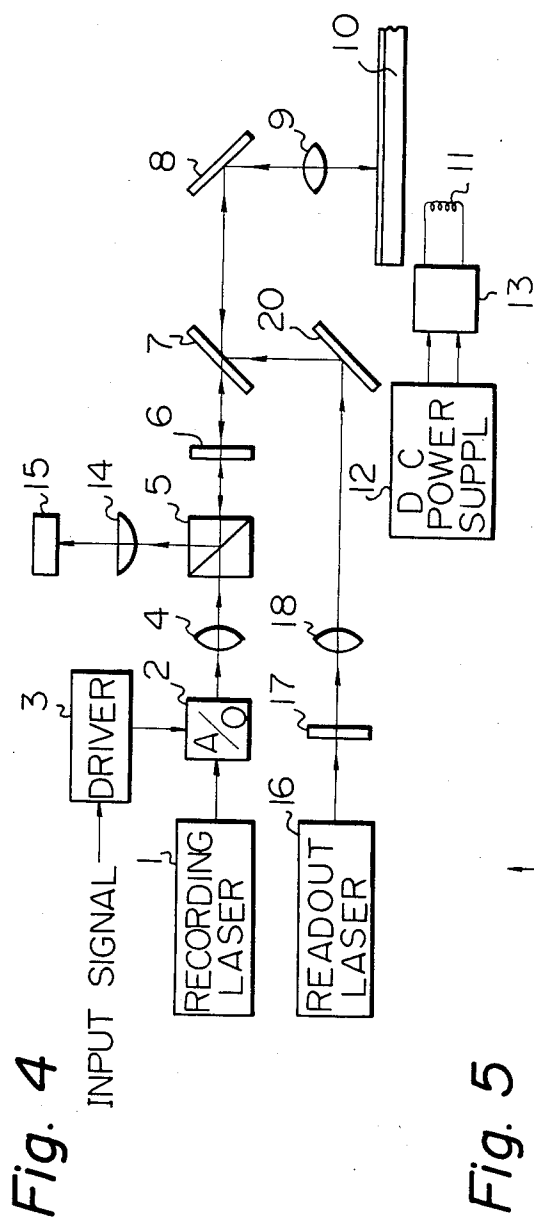 Fig. 4
INPUT SIGNAL
3
DRIVER
1
RECORDING
LASER
2
A/O
4
5
6
7
8
9
10
14
15
16
READOUT
LASER
17
18
20
12
D C
POWER
SUPPL
13
11
Fig. 5